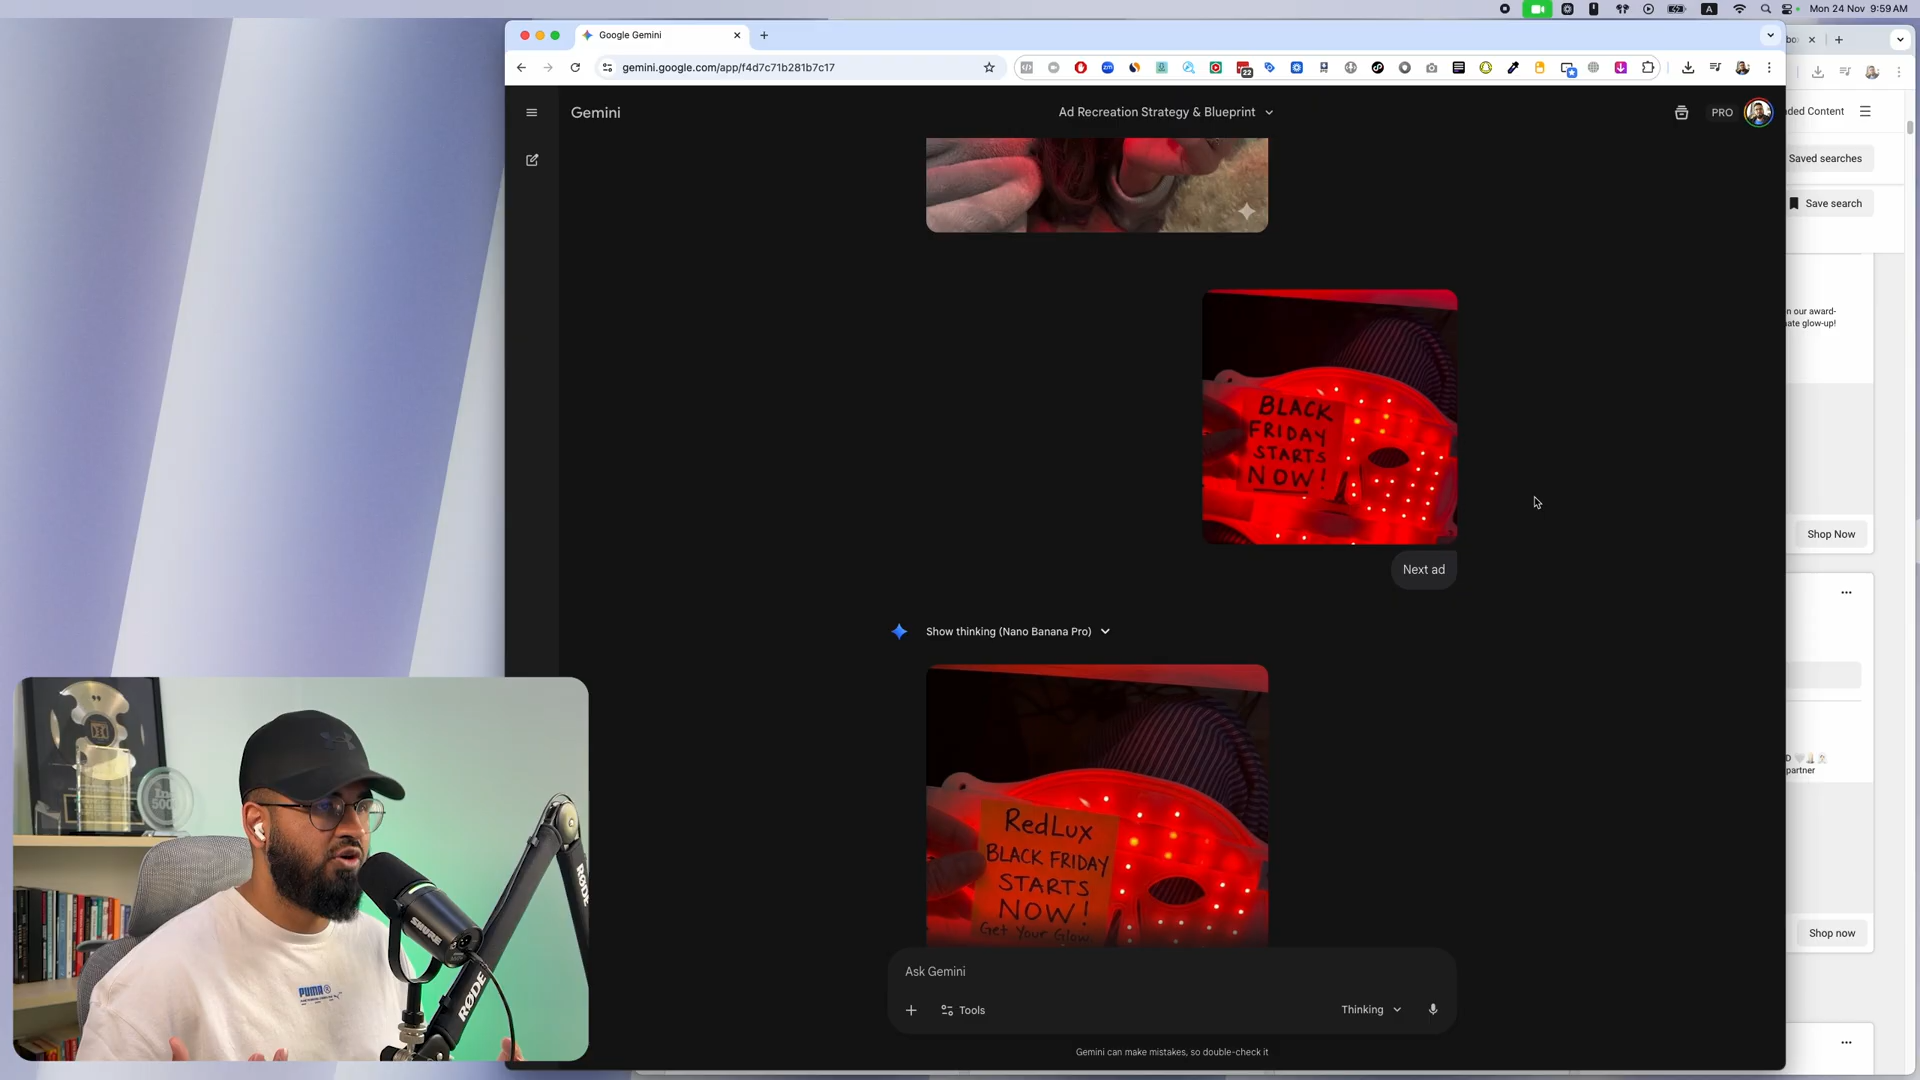 Mon 24 Nov 9:59 AM
Google Gemini
gemini.google.com/app/f4d7c71b281b7c17
22
Gemini
Ad Recreation Strategy & Blueprint
PRO
ded Content
Saved searches
Save search
n our award-
ate glow-up!
BLACK
FRIDAY
STARTS
NOW!
Shop Now
Next ad
Show thinking (Nano Banana Pro)
partner
RedLux
BLACK FRIDAY
STARTS
NOW!
Get Your Glow
Shop now
Ask Gemini
Tools
Thinking
Gemini can make mistakes, so double-check it
Inc
500
SHURE
RØDE
PUMA